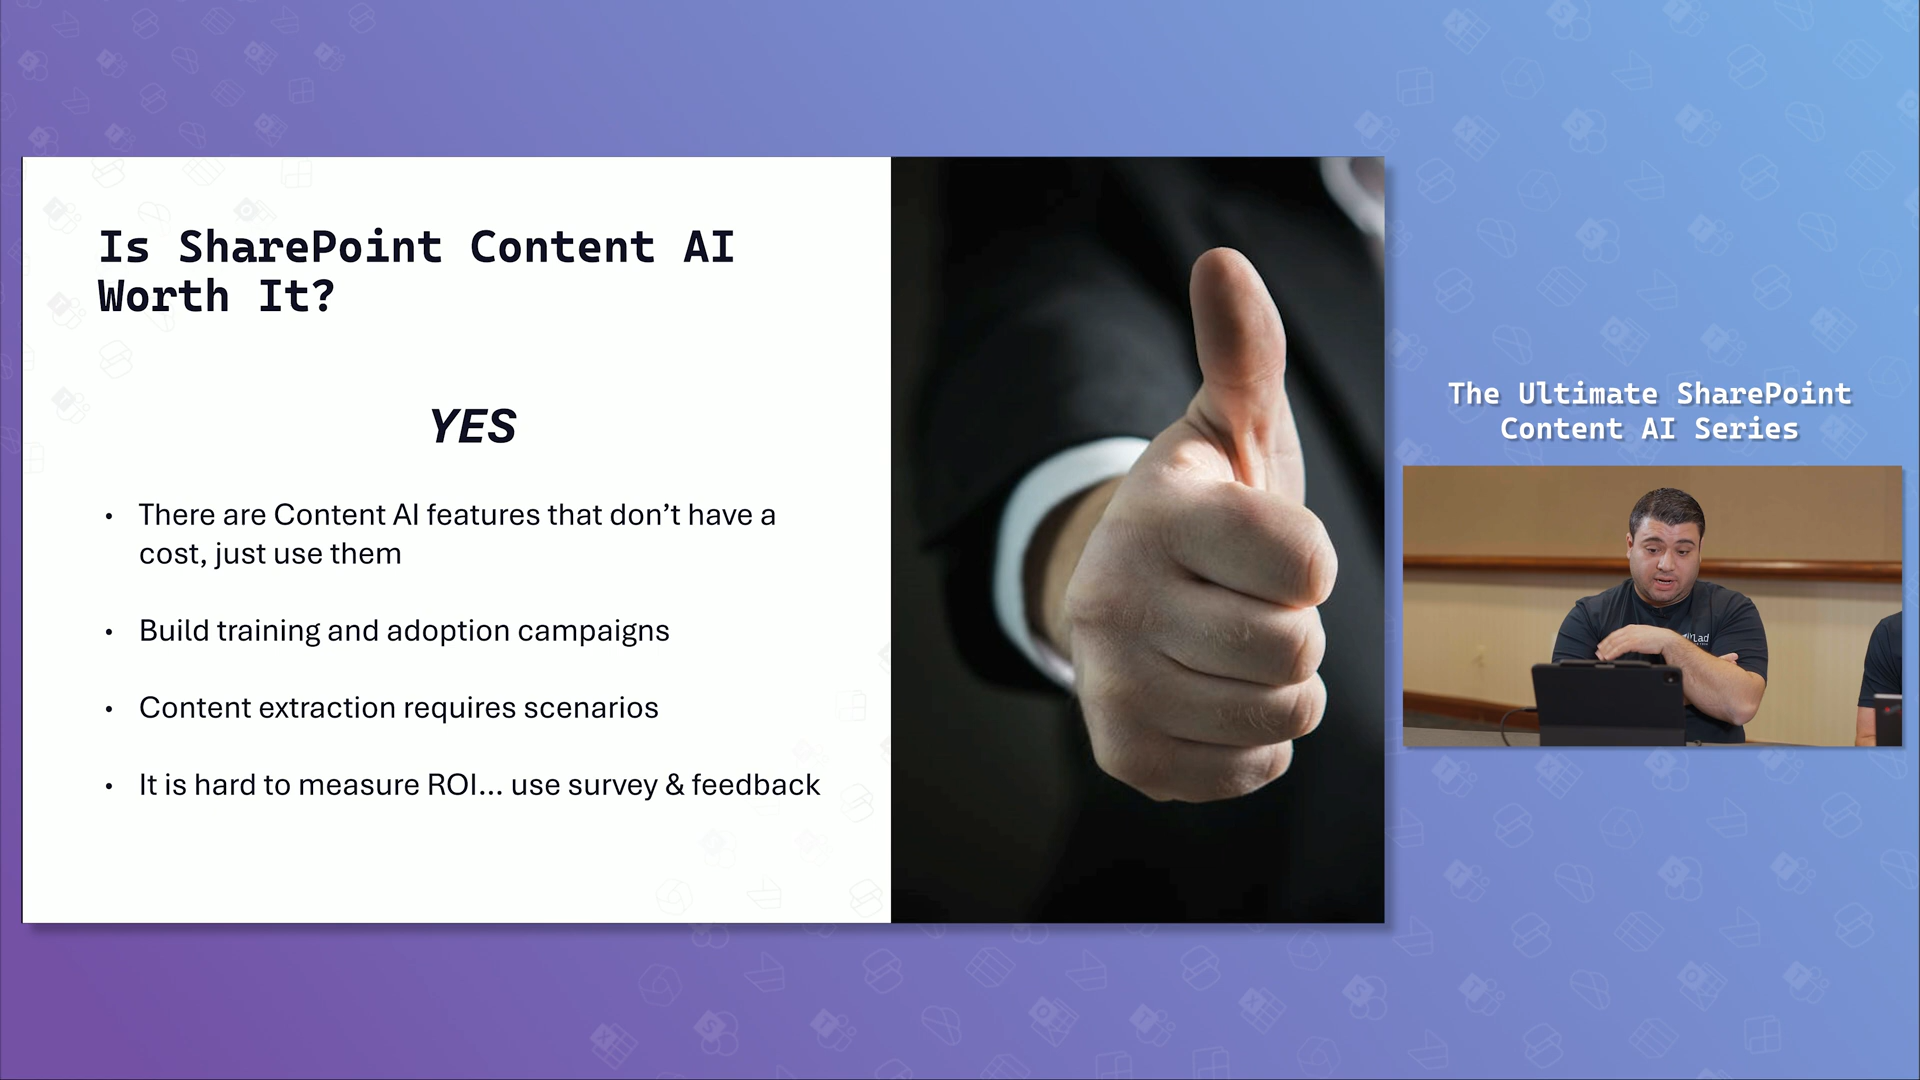 Is SharePoint Content AI
Worth It?
YES
• There are Content AI features that don’t have a
cost, just use them
• Build training and adoption campaigns
• Content extraction requires scenarios
• It is hard to measure ROI... use survey & feedback
The Ultimate SharePoint
Content AI Series
Lad